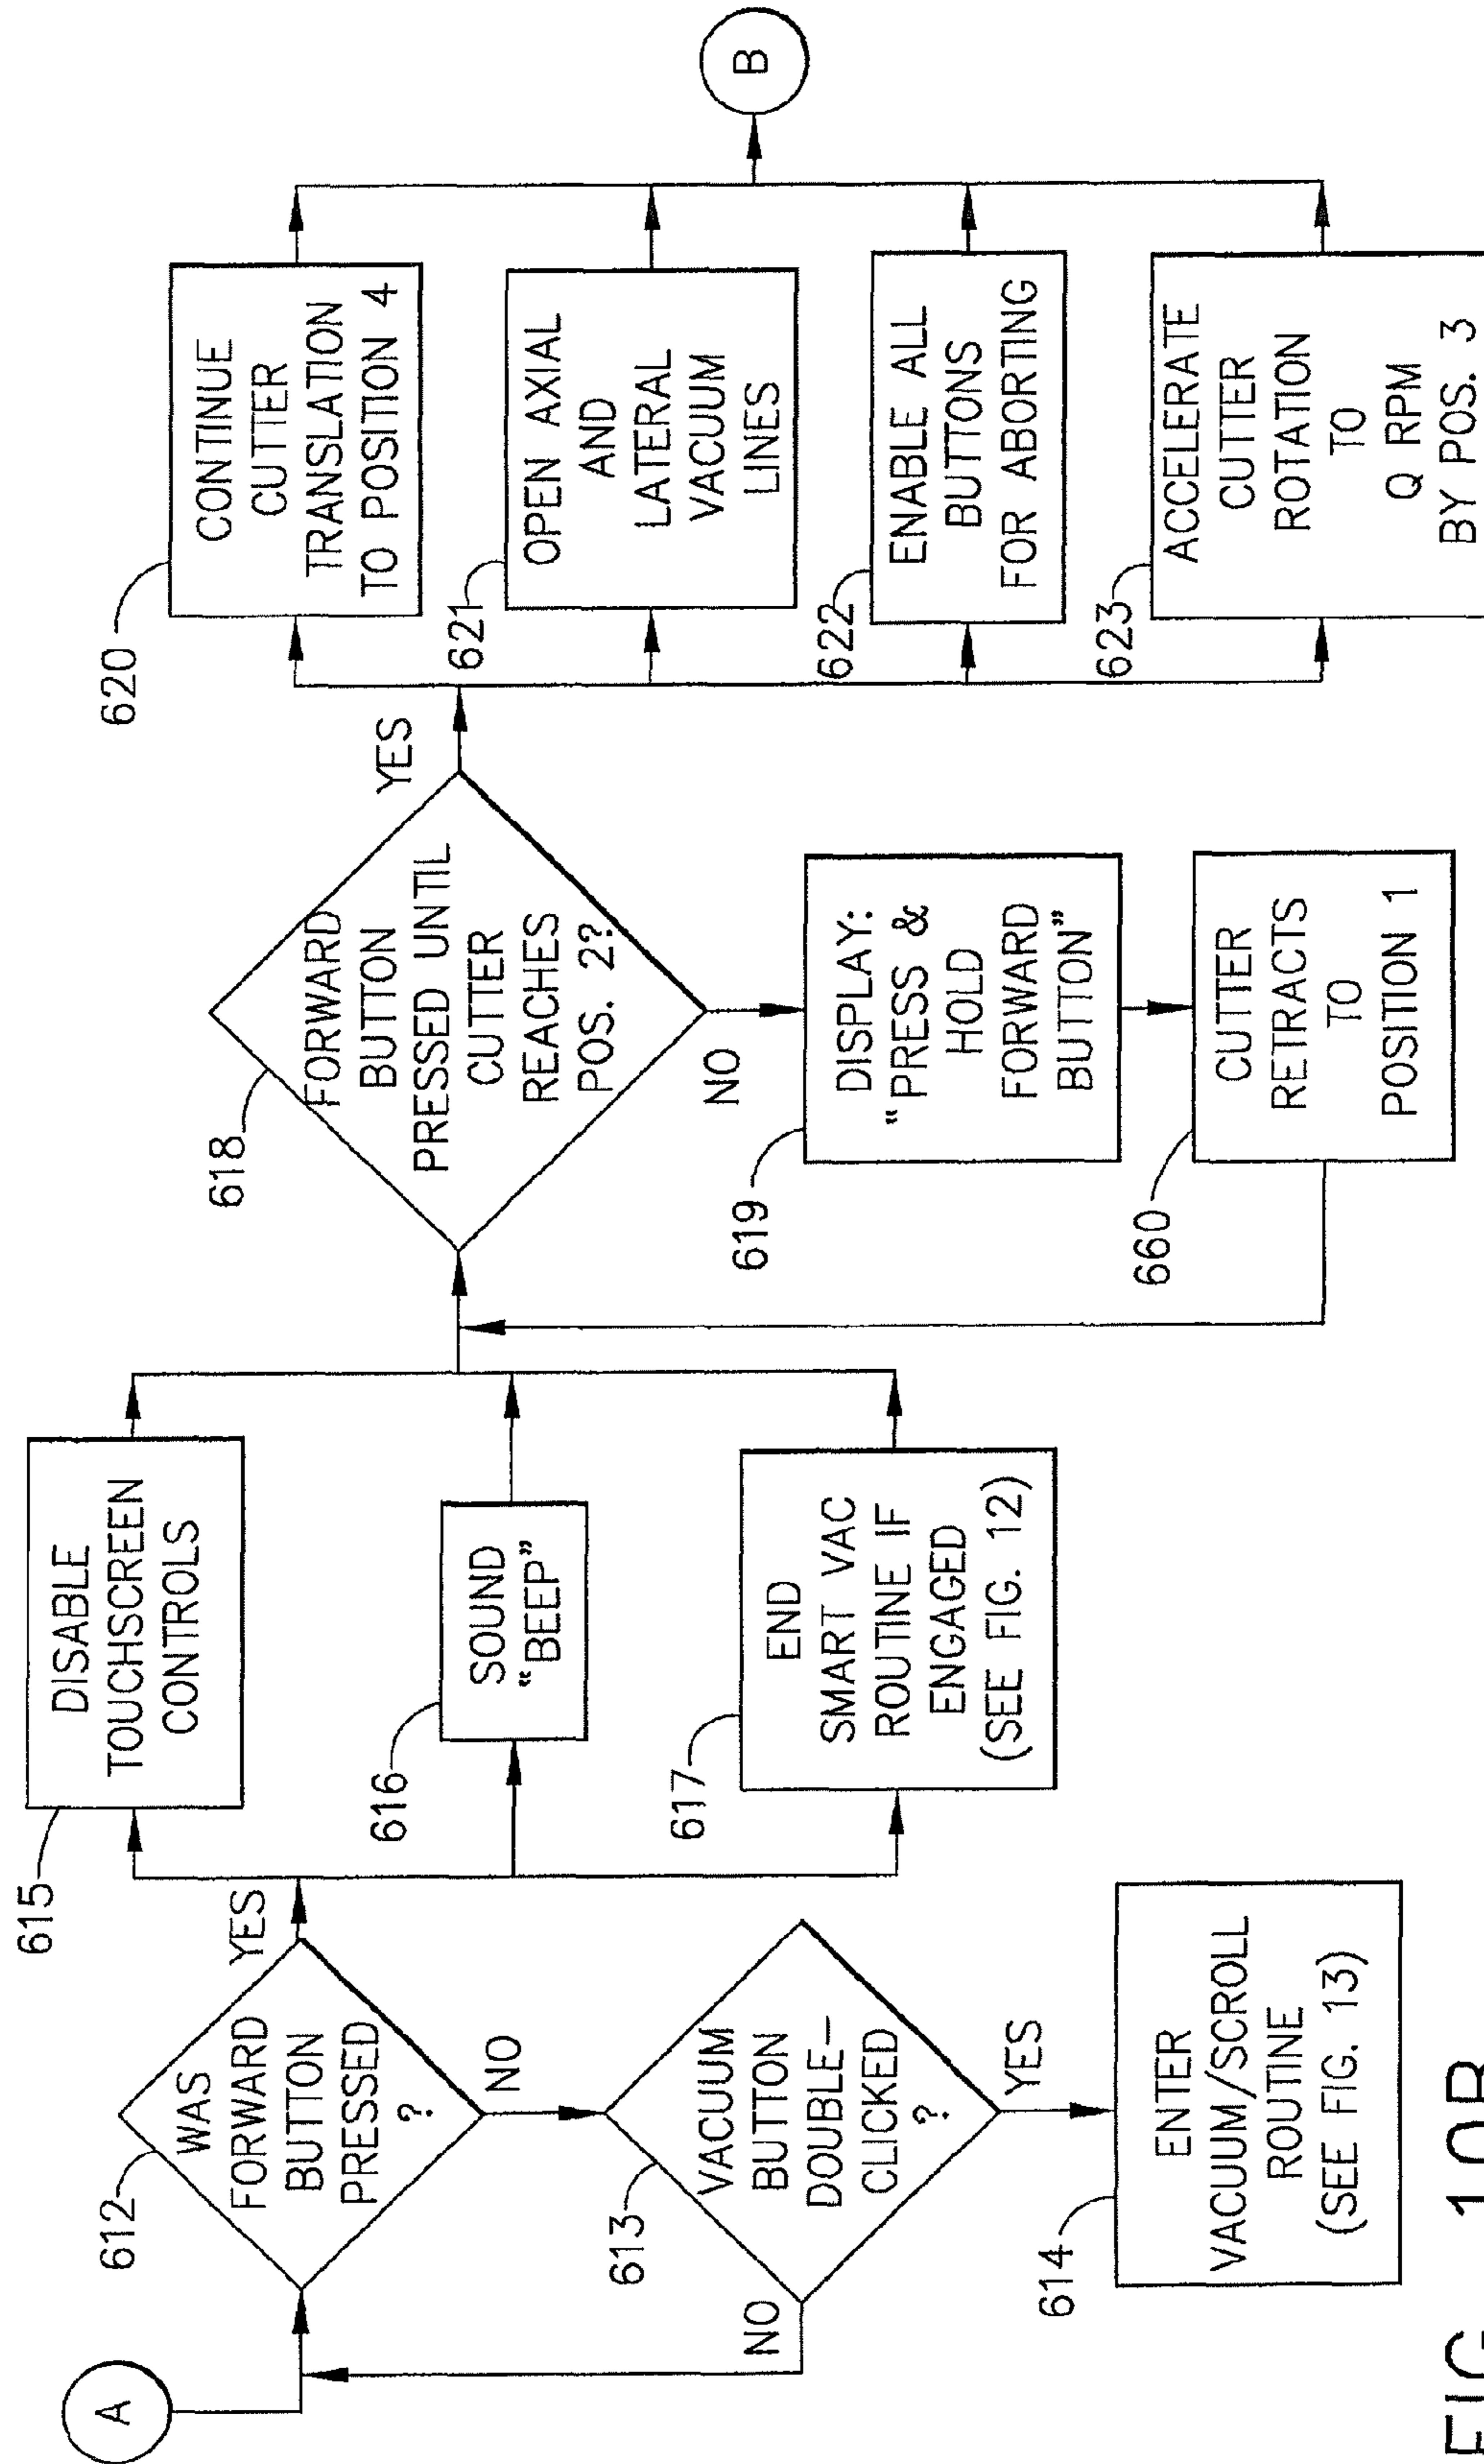 A
612
WAS
FORWARD
BUTTON
PRESSED
?
YES
NO
613
VACUUM
BUTTON
DOUBLE-
CLICKED
?
NO
YES
614
ENTER
VACUUM/SCROLL
ROUTINE
(SEE FIG. 13)
615
DISABLE
TOUCHSCREEN
CONTROLS
616
SOUND
“BEEP”
617
END
SMART VAC
ROUTINE IF
ENGAGED
(SEE FIG. 12)
618
FORWARD
BUTTON
PRESSED UNTIL
CUTTER
REACHES
POS. 2?
YES
NO
619
DISPLAY:
“PRESS &
HOLD
FORWARD
BUTTON”
660
CUTTER
RETRACTS
TO
POSITION 1
620
CONTINUE
CUTTER
TRANSLATION
TO POSITION 4
621
OPEN AXIAL
AND
LATERAL
VACUUM
LINES
622
ENABLE ALL
BUTTONS
FOR ABORTING
623
ACCELERATE
CUTTER
ROTATION
TO
Q RPM
BY POS. 3
B
FIG. 10B